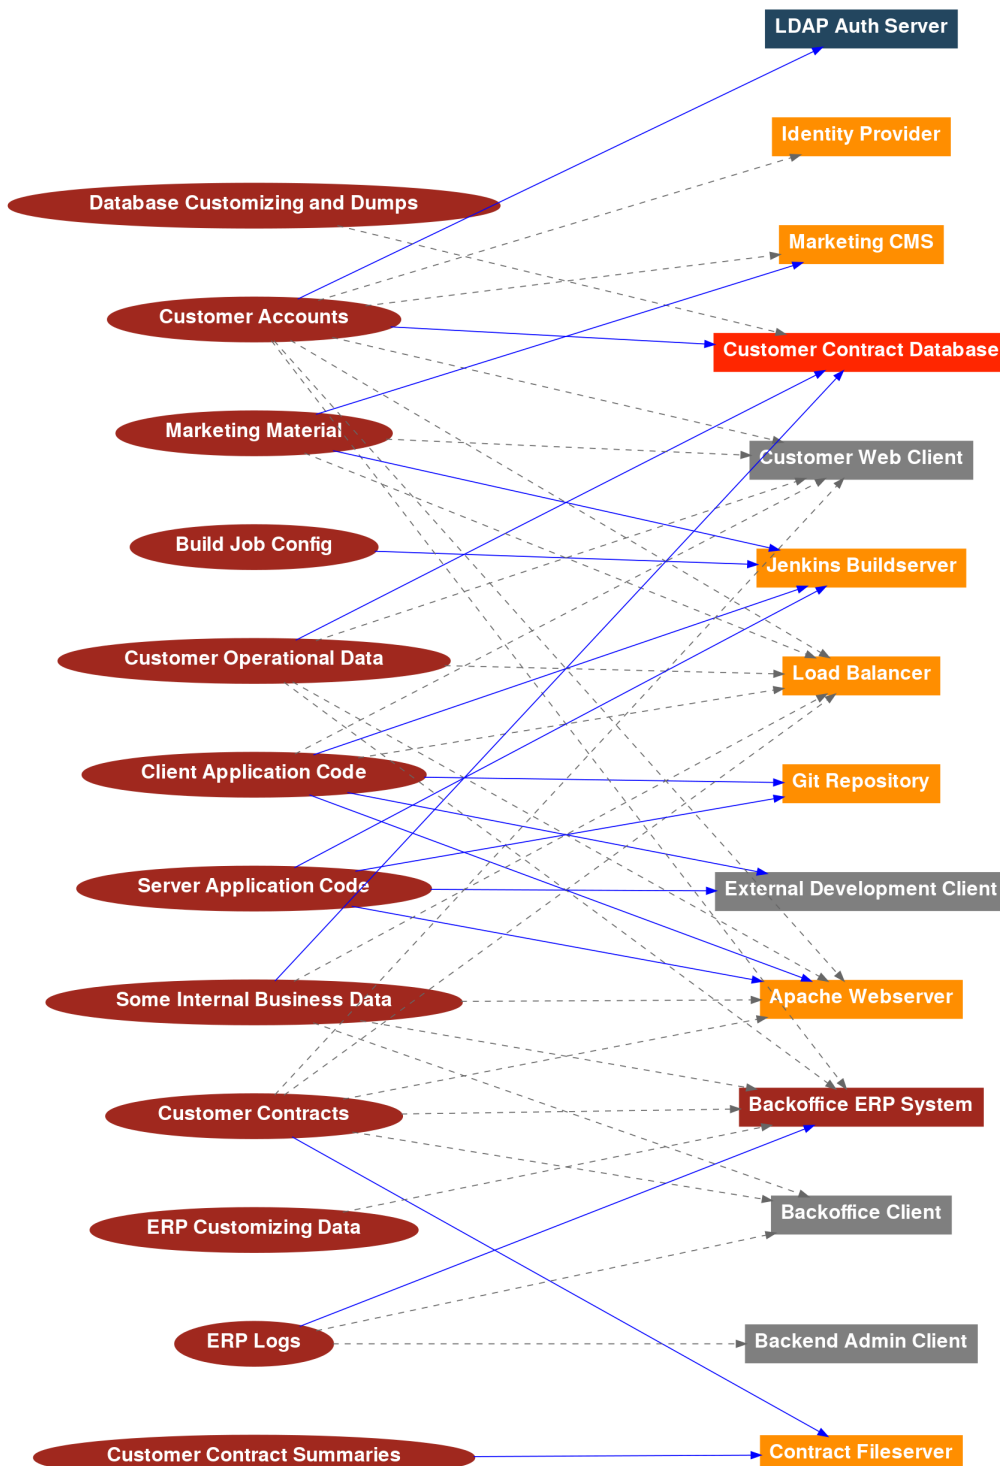 LDAP Auth Server
Identity Provider
Database Customizing and Dumps
Marketing CMS
Customer Accounts
Customer Contract Database
Marketing Material
Customer Web Client
Build Job Config
Jenkins Buildserver
Customer Operational Data
Load Balancer
Client Application Code
Git Repository
Server Application Code
External Development Client
Some Internal Business Data
Apache Webserver
Customer Contracts
Backoffice ERP System
ERP Customizing Data
Backoffice Client
ERP Logs
Backend Admin Client
Customer Contract Summaries
Contract Fileserver